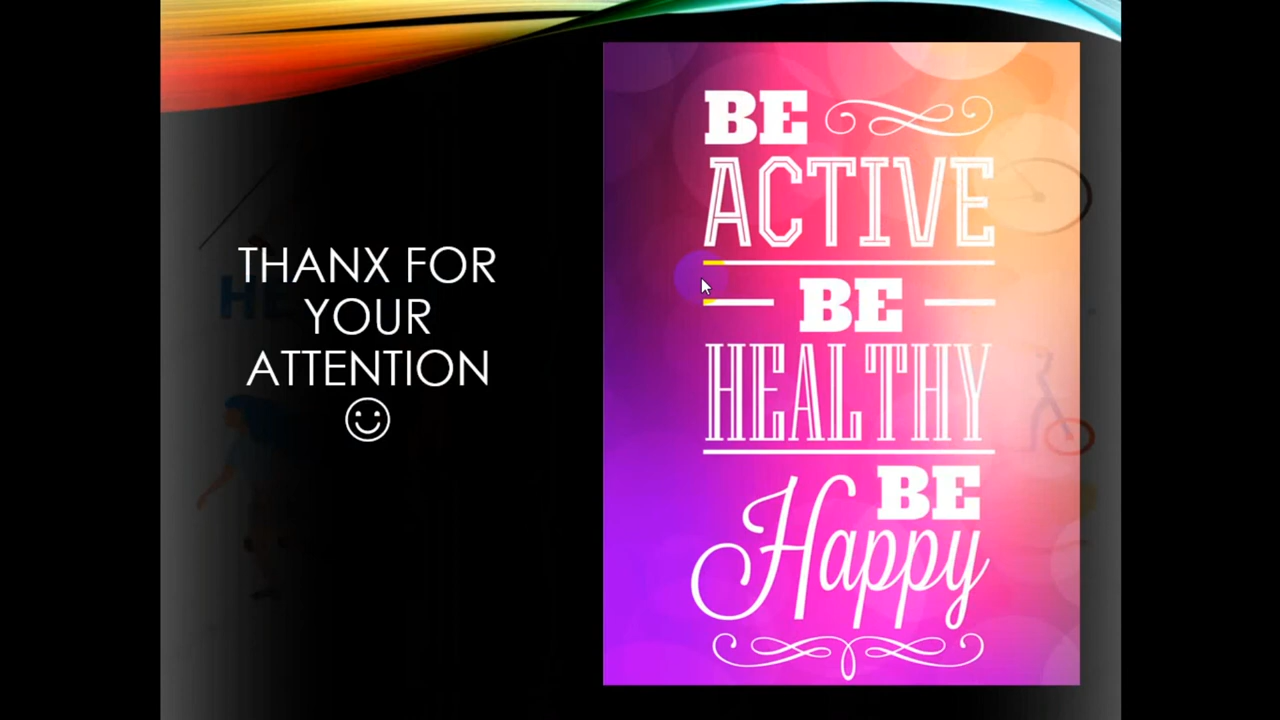 THANX FOR
YOUR
ATTENTION
☺
BE
ACTIVE
BE
HEALTHY
BE
Happy